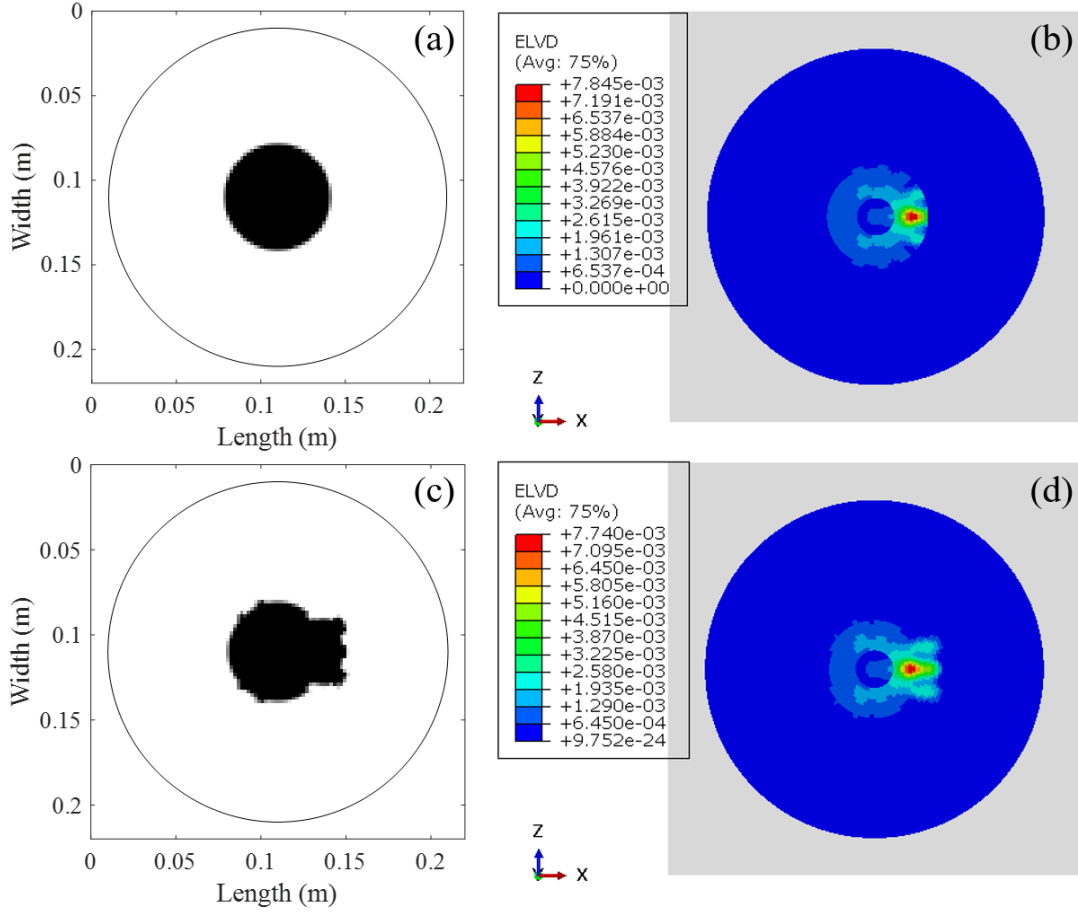 (a)
0
0.05
0.1
0.15
0.2
Width (m)
0
0.05
0.1
0.15
0.2
Length (m)
(b)
ELVD
(Avg: 75%)
+7.845e-03
+7.191e-03
+6.537e-03
+5.884e-03
+5.230e-03
+4.576e-03
+3.922e-03
+3.269e-03
+2.615e-03
+1.961e-03
+1.307e-03
+6.537e-04
+0.000e+00
Z
Y
X
(c)
0
0.05
0.1
0.15
0.2
Width (m)
0
0.05
0.1
0.15
0.2
Length (m)
(d)
ELVD
(Avg: 75%)
+7.740e-03
+7.095e-03
+6.450e-03
+5.805e-03
+5.160e-03
+4.515e-03
+3.870e-03
+3.225e-03
+2.580e-03
+1.935e-03
+1.290e-03
+6.450e-04
+9.752e-24
Z
Y
X